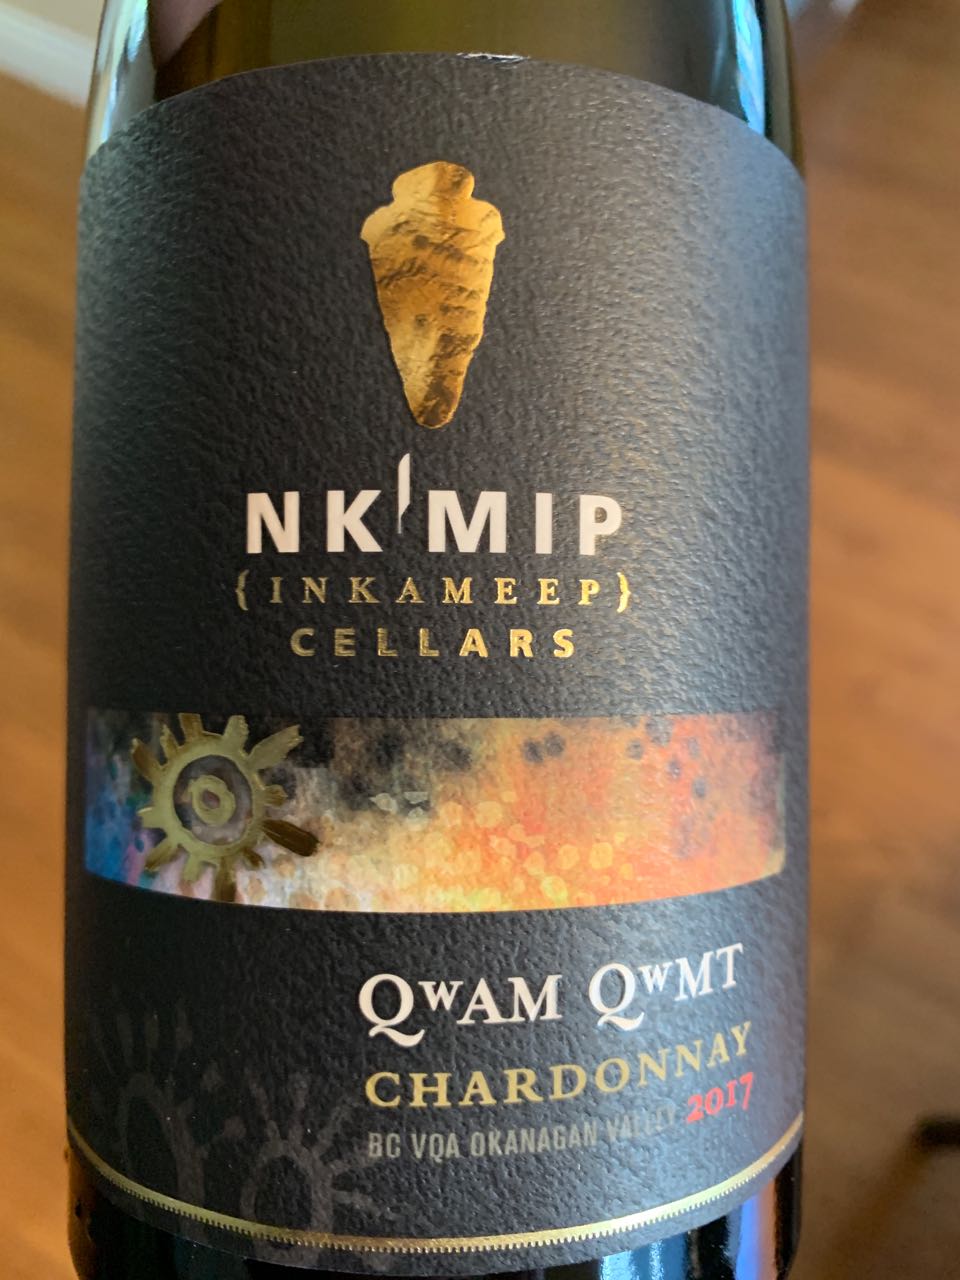 NK'MIP
{INKAMEEP}
CELLARS
QʷAM QʷMT
CHARDONNAY
BC VQA OKANAGAN VALLEY 2017